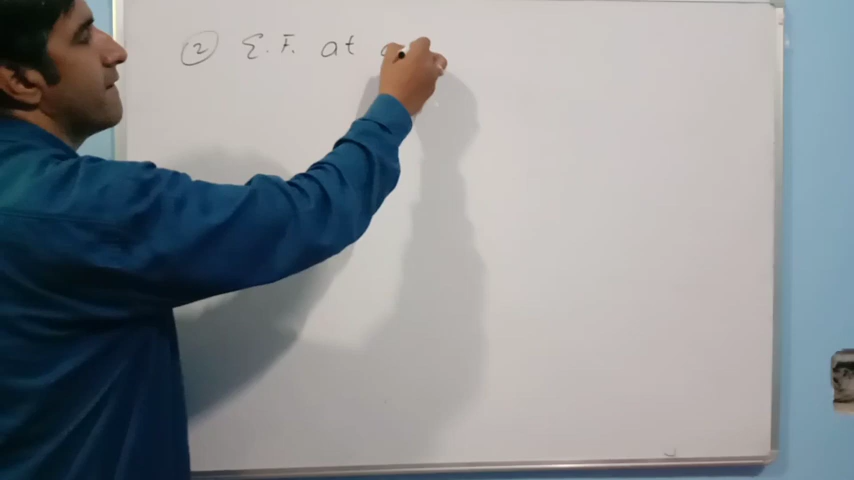 ② E.F. at a